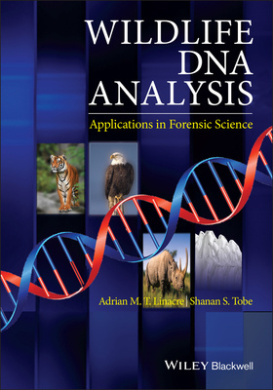 WILDLIFE
DNA
ANALYSIS
Applications in Forensic Science
Adrian M. T. Linacre | Shanan S. Tobe
WILEY Blackwell